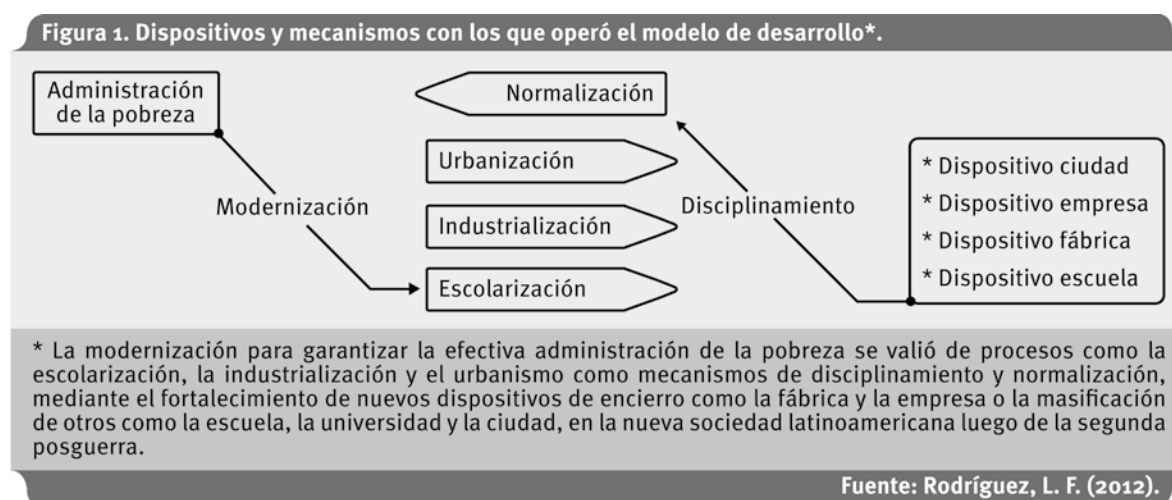 Figura 1. Dispositivos y mecanismos con los que operó el modelo de desarrollo*.
Administración
de la pobreza
Modernización
Normalización
Urbanización
Industrialización
Escolarización
Disciplinamiento
* Dispositivo ciudad
* Dispositivo empresa
* Dispositivo fábrica
* Dispositivo escuela
* La modernización para garantizar la efectiva administración de la pobreza se valió de procesos como la
escolarización, la industrialización y el urbanismo como mecanismos de disciplinamiento y normalización,
mediante el fortalecimiento de nuevos dispositivos de encierro como la fábrica y la empresa o la masificación
de otros como la escuela, la universidad y la ciudad, en la nueva sociedad latinoamericana luego de la segunda
posguerra.
Fuente: Rodríguez, L. F. (2012).